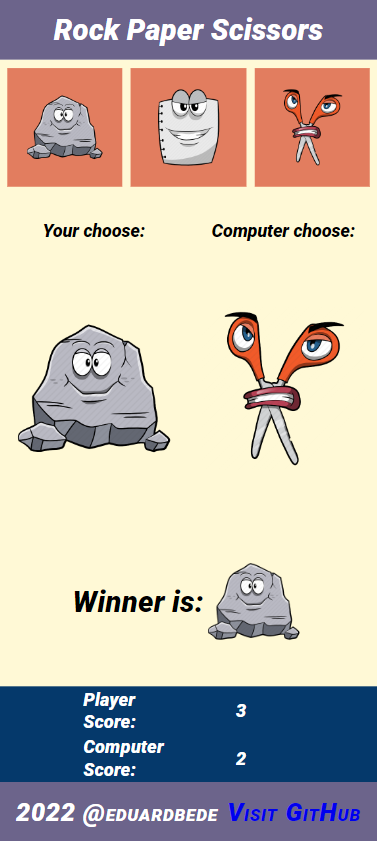 Rock Paper Scissors
Your choose: Computer choose:
Winner is:
Player
Score: 3
Computer
Score: 2
2022 @EDUARDBEDE VISIT GITHUB